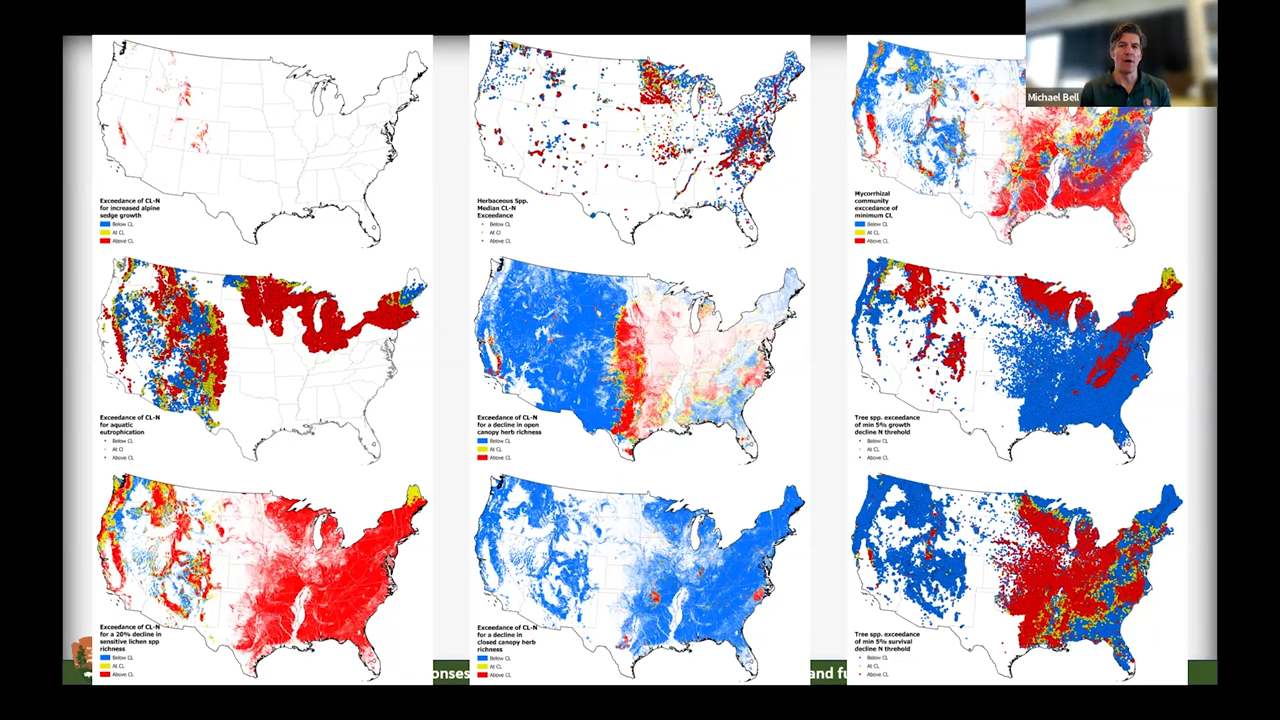 Michael Bell
Exceedance of CL-N
for increased alpine
sedge growth
Below CL
At CL
Above CL
Herbaceous Spp.
Median CL-N
Exceedance
Below CL
At Cl
Above CL
Mycorrhizal
community
exccedance of
minimum CL
Below CL
At CL
Above CL
Exceedance of CL-N
for aquatic
eutrophication
Below CL
At Cl
Above CL
Exceedance of CL-N
for a decline in open
canopy herb richness
Below CL
At CL
Above CL
Tree spp. exceedance
of min 5% growth
decline N threhold
Below CL
At CL
Above CL
Exceedance of CL-N
for a 20% decline in
sensitive lichen spp
richness
Below CL
At CL
Above CL
Exceedance of CL-N
for a decline in
closed canopy herb
richness
Below CL
At CL
Above CL
Tree spp. exceedance
of min 5% survival
decline N threhold
Below CL
At CL
Above CL
onses and fu